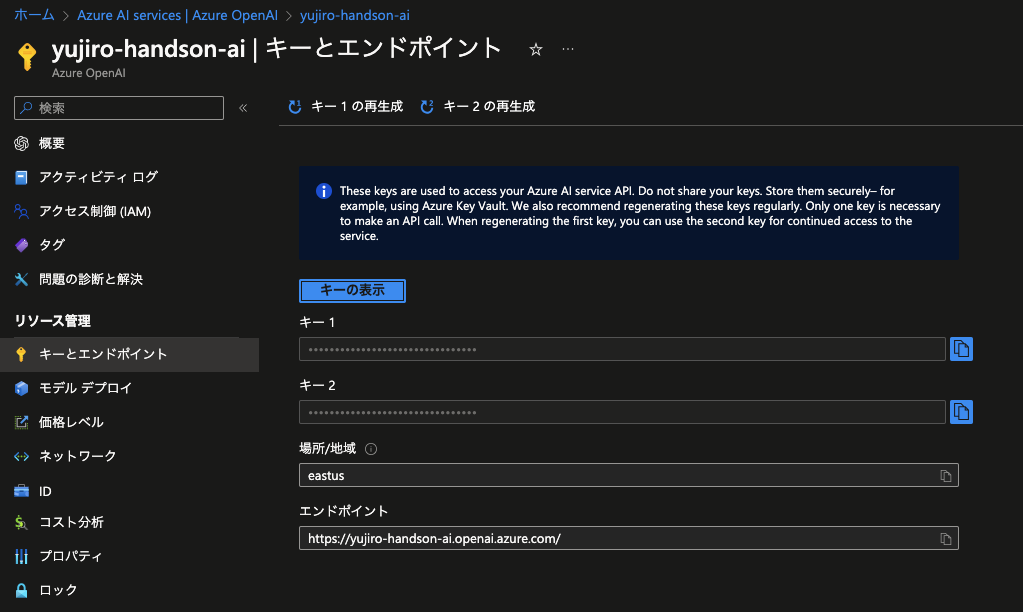 ホーム > Azure AI services | Azure OpenAI > yujiro-handson-ai
yujiro-handson-ai | キーとエンドポイント
Azure OpenAI
検索
概要
アクティビティ ログ
アクセス制御 (IAM)
タグ
問題の診断と解決
リソース管理
キーとエンドポイント
モデル デプロイ
価格レベル
ネットワーク
ID
コスト分析
プロパティ
ロック
キー 1 の再生成 キー 2 の再生成
These keys are used to access your Azure AI service API. Do not share your keys. Store them securely– for
example, using Azure Key Vault. We also recommend regenerating these keys regularly. Only one key is necessary
to make an API call. When regenerating the first key, you can use the second key for continued access to the
service.
キーの表示
キー 1
••••••••••••••••••••••••••••••••
キー 2
••••••••••••••••••••••••••••••••
場所/地域
eastus
エンドポイント
https://yujiro-handson-ai.openai.azure.com/